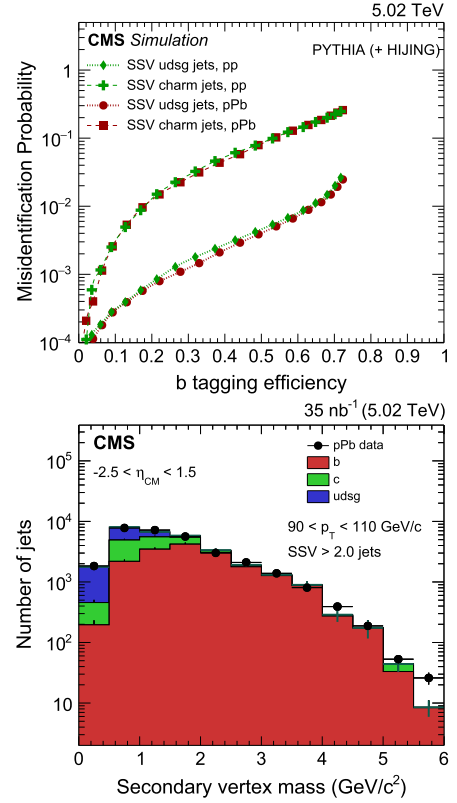 5.02 TeV
CMS Simulation
PYTHIA (+ HIJING)
SSV udsg jets, pp
SSV charm jets, pp
SSV udsg jets, pPb
SSV charm jets, pPb
Misidentification Probability
1
10⁻¹
10⁻²
10⁻³
10⁻⁴
0 0.1 0.2 0.3 0.4 0.5 0.6 0.7 0.8 0.9 1
b tagging efficiency
35 nb⁻¹ (5.02 TeV)
CMS
-2.5 < η_CM < 1.5
pPb data
b
c
udsg
90 < p_T < 110 GeV/c
SSV > 2.0 jets
Number of jets
10⁵
10⁴
10³
10²
10
0 1 2 3 4 5 6
Secondary vertex mass (GeV/c²)